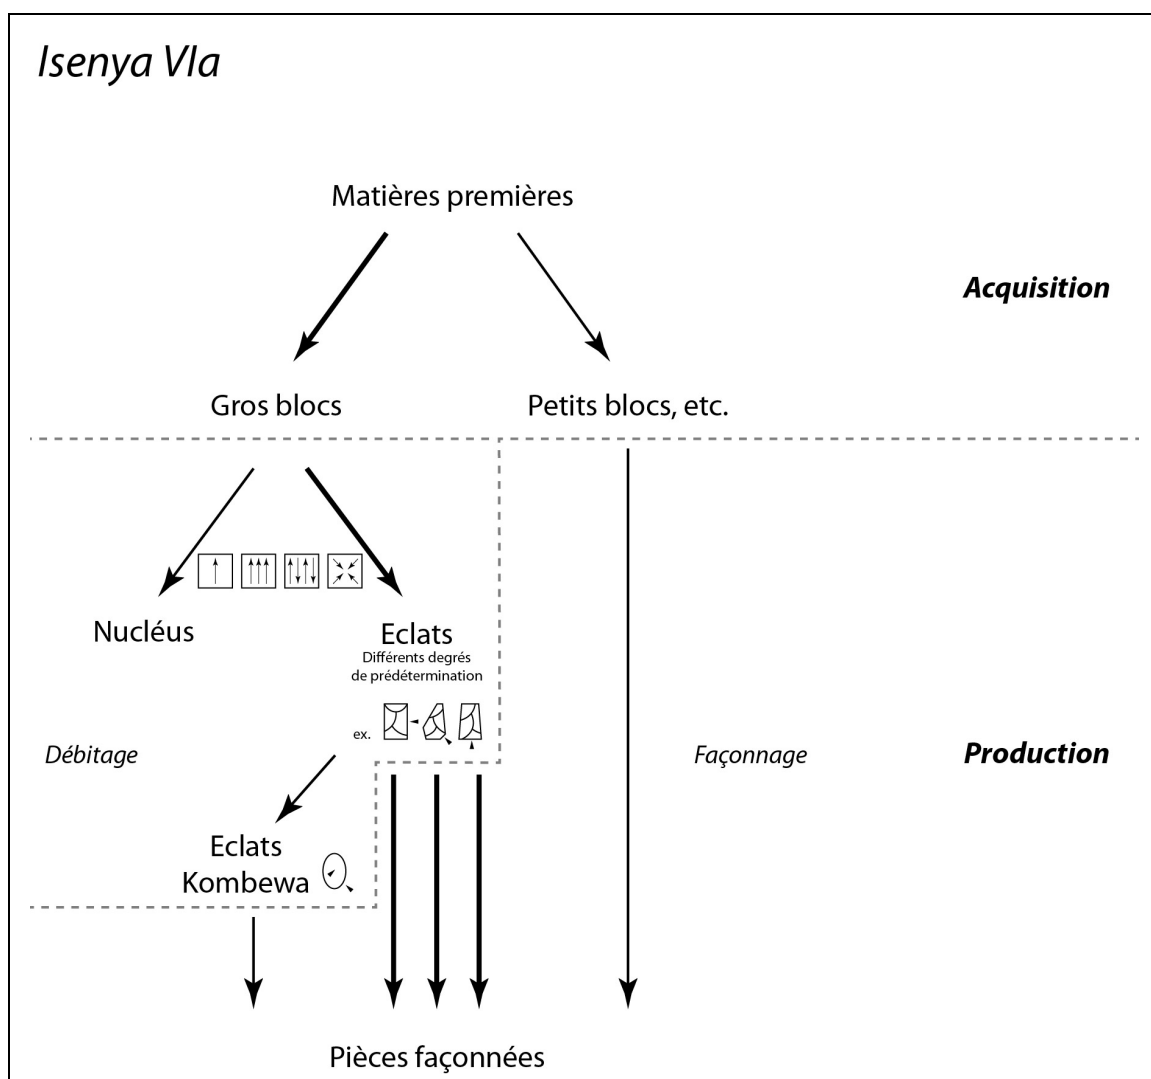 Isenya VIa
Matières premières
Acquisition
Gros blocs
Petits blocs, etc.
Nucléus
Eclats
Différents degrés
de prédétermination
ex.
Débitage
Façonnage
Production
Eclats
Kombewa
Pièces façonnées